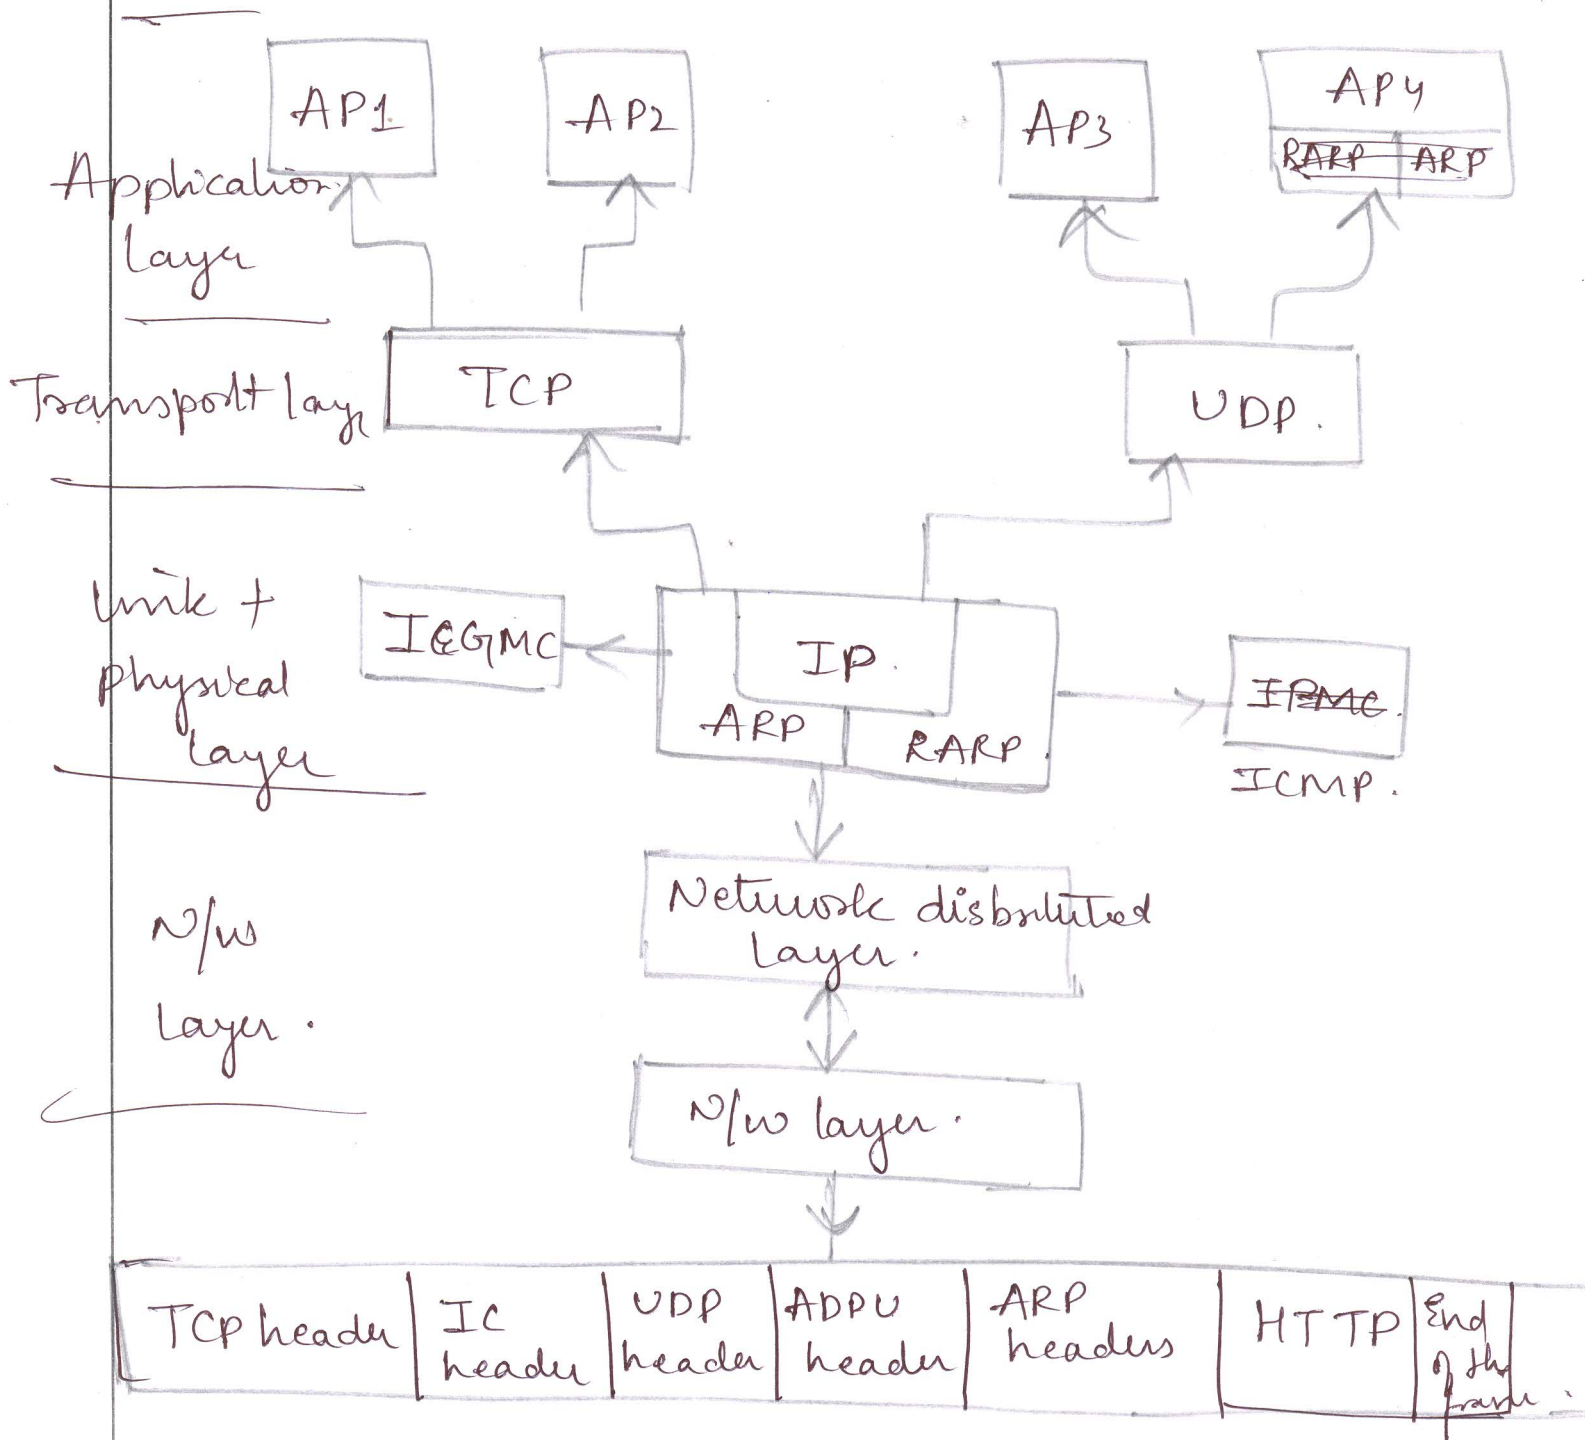 AP1
AP2
AP3
AP4
RARP ARP
Application
layer
TCP
Transport laye
UDP.
Link +
physical
layer
IEGMC
IP.
ARP
RARP
IPMC.
ICMP.
Network distributed
Layer.
N/w
layer.
N/w layer.
TCP header
IC
header
UDP
header
ADPU
header
ARP
headers
HTTP
End
of the
frame.